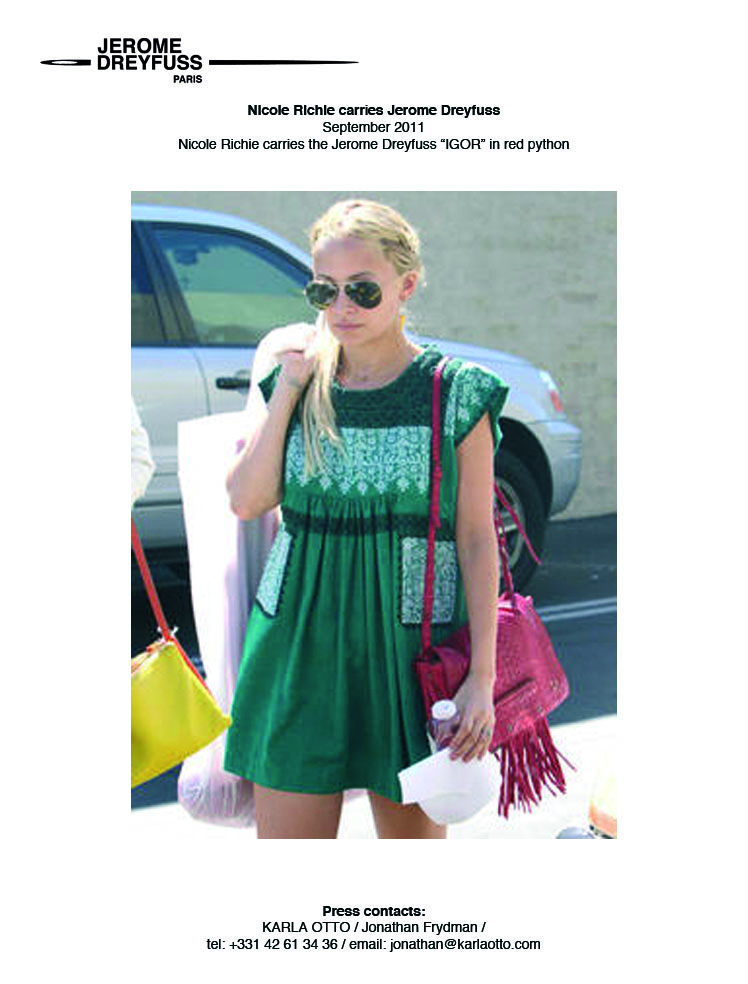 JEROME
DREYFUSS
PARIS
Nicole Richie carries Jerome Dreyfuss
September 2011
Nicole Richie carries the Jerome Dreyfuss “IGOR” in red python
Press contacts:
KARLA OTTO / Jonathan Frydman /
tel: +331 42 61 34 36 / email: jonathan@karlaotto.com